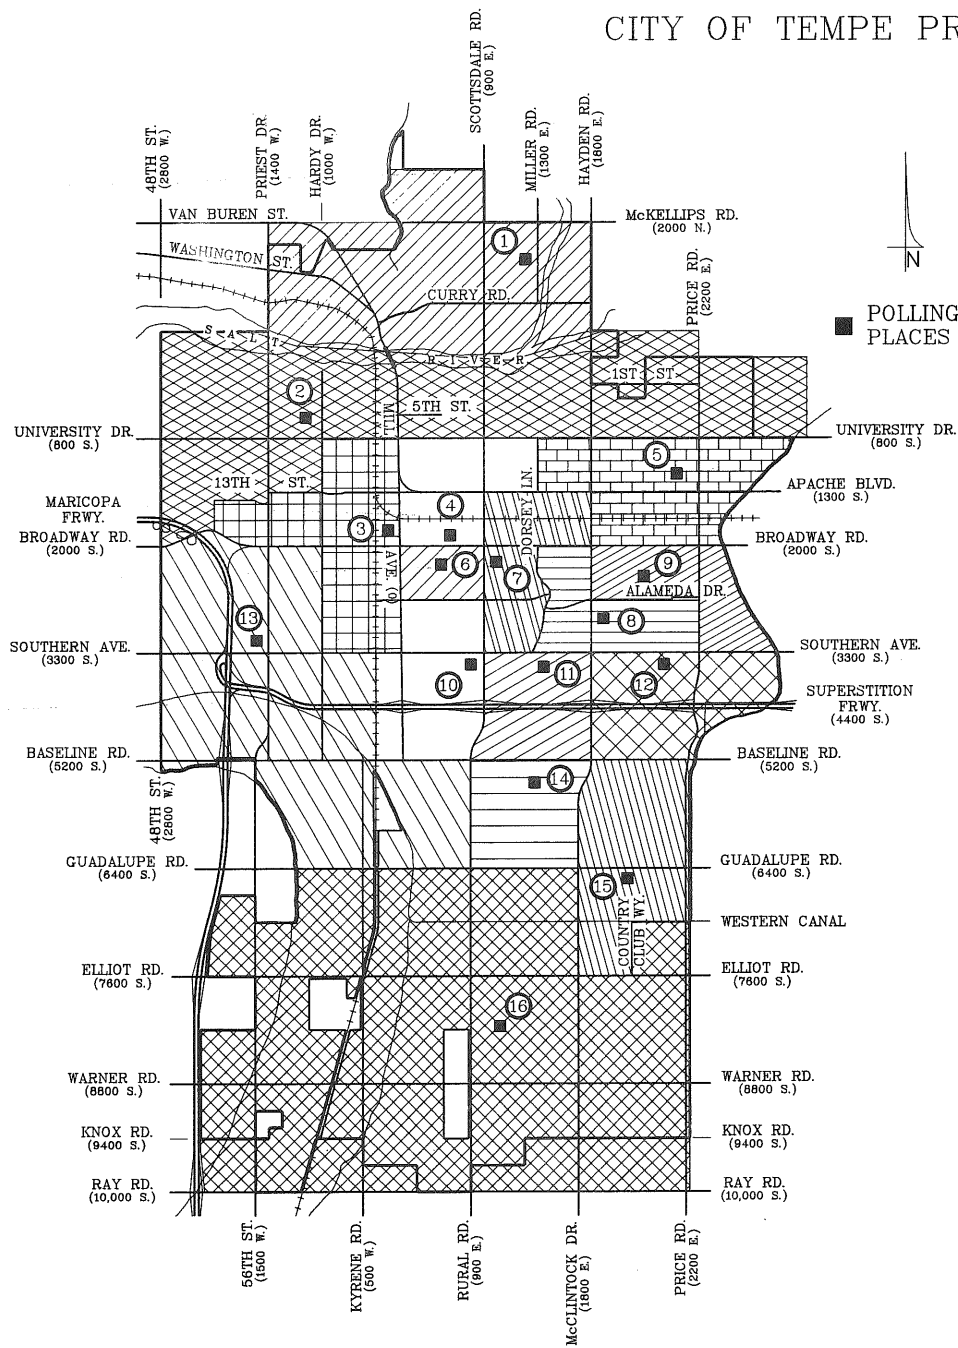 CITY OF TEMPE PR
SCOTTSDALE RD.
(900 E.)
48TH ST.
(2800 W.)
PRIEST DR.
(1400 W.)
HARDY DR.
(1000 W.)
MILLER RD.
(1300 E.)
HAYDEN RD.
(1800 E.)
VAN BUREN ST.
McKELLIPS RD.
(2000 N.)
WASHINGTON ST.
1
N
CURRY RD.
PRICE RD.
(2200 E.)
POLLING
PLACES
SALT RIVER
1ST ST.
2
5TH ST.
MILL AVE. (0)
UNIVERSITY DR.
(800 S.)
UNIVERSITY DR.
(800 S.)
5
13TH ST.
DORSEY LN.
APACHE BLVD.
(1300 S.)
MARICOPA
FRWY.
4
3
BROADWAY RD.
(2000 S.)
BROADWAY RD.
(2000 S.)
6
7
9
ALAMEDA DR.
13
8
SOUTHERN AVE.
(3300 S.)
SOUTHERN AVE.
(3300 S.)
10
11
12
SUPERSTITION
FRWY.
(4400 S.)
BASELINE RD.
(5200 S.)
BASELINE RD.
(5200 S.)
14
48TH ST.
(2800 W.)
GUADALUPE RD.
(6400 S.)
GUADALUPE RD.
(6400 S.)
15
COUNTRY
CLUB WY.
WESTERN CANAL
ELLIOT RD.
(7600 S.)
ELLIOT RD.
(7600 S.)
16
WARNER RD.
(8800 S.)
WARNER RD.
(8800 S.)
KNOX RD.
(9400 S.)
KNOX RD.
(9400 S.)
RAY RD.
(10,000 S.)
RAY RD.
(10,000 S.)
56TH ST.
(1500 W.)
KYRENE RD.
(500 W.)
RURAL RD.
(900 E.)
McCLINTOCK DR.
(1800 E.)
PRICE RD.
(2200 E.)